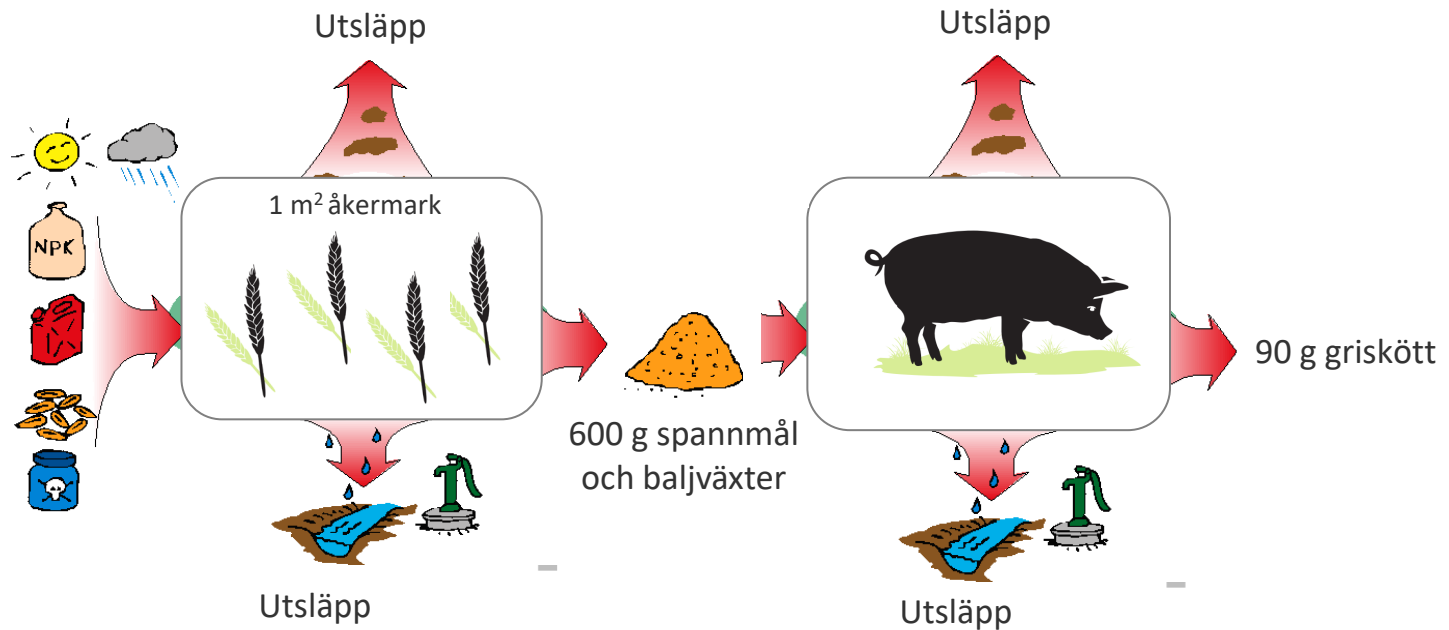 Utsläpp
Utsläpp
1 m² åkermark
NPK
600 g spannmål
och baljväxter
90 g griskött
Utsläpp
Utsläpp